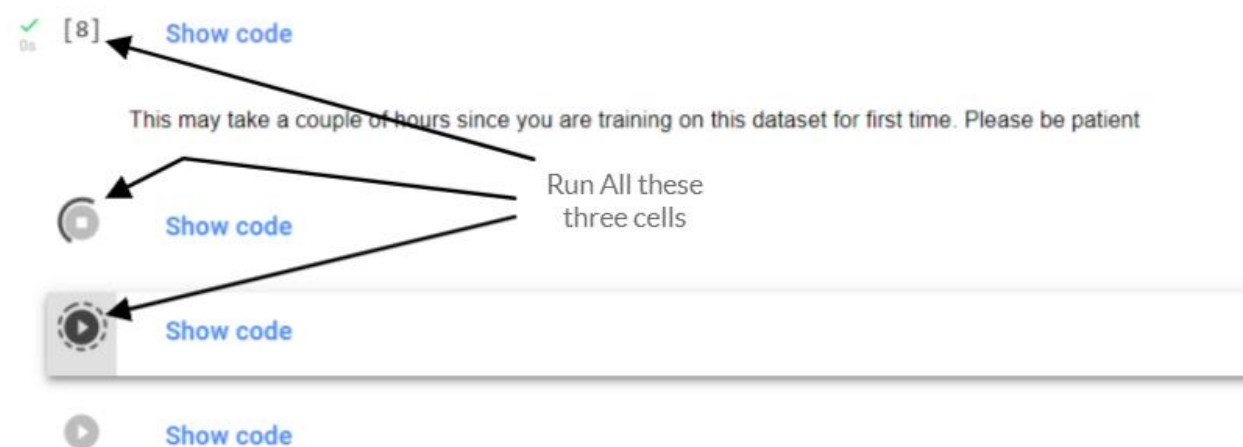 [8]
Show code
0s
This may take a couple of hours since you are training on this dataset for first time. Please be patient
Run All these
three cells
Show code
Show code
Show code